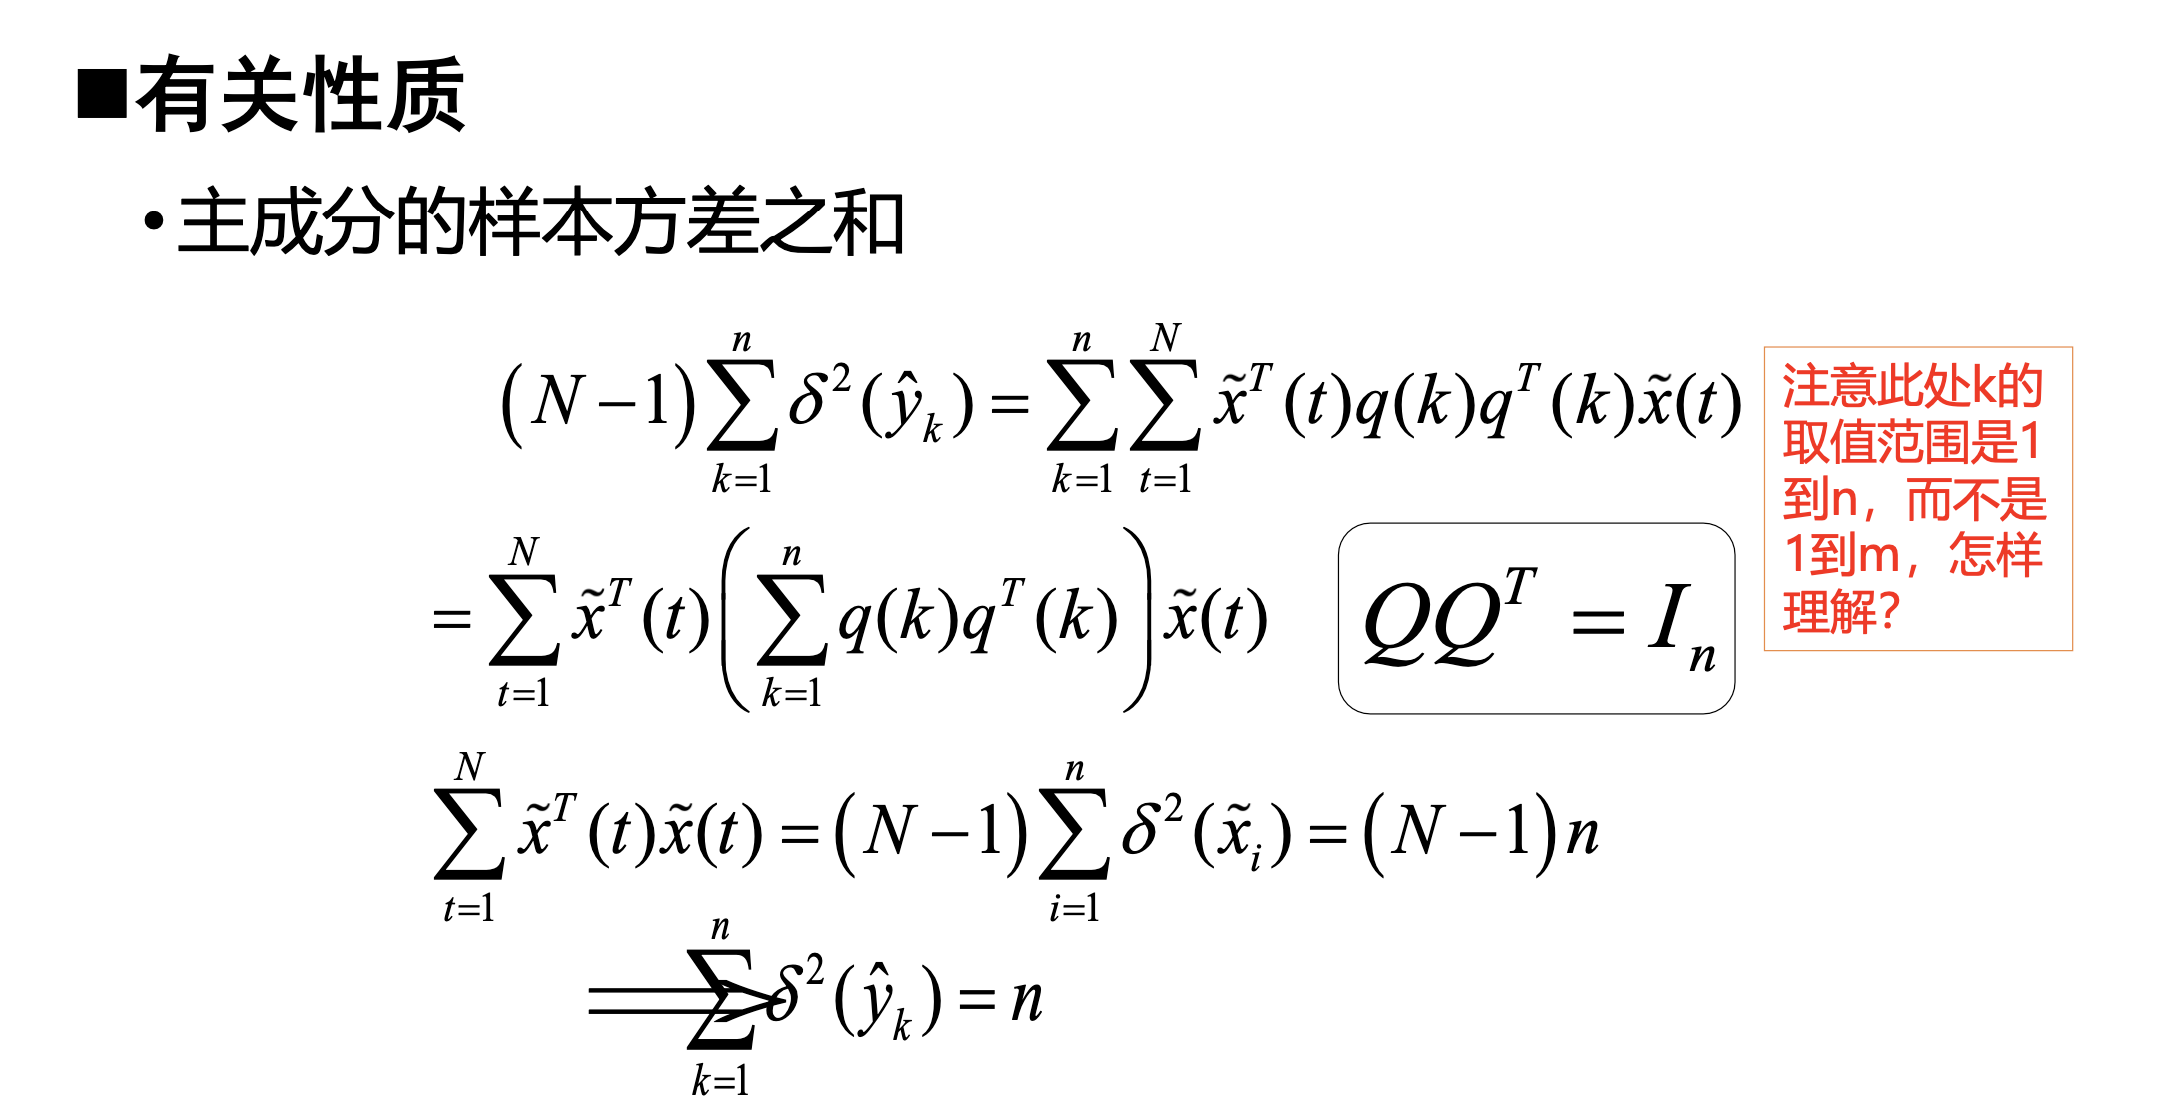 ■有关性质
•主成分的样本方差之和
(N−1)∑_{k=1}^{n} δ²(ŷ_k) = ∑_{k=1}^{n} ∑_{t=1}^{N} x̃^T(t)q(k)q^T(k)x̃(t)
注意此处k的
取值范围是1
到n，而不是
1到m，怎样
理解？
= ∑_{t=1}^{N} x̃^T(t)(∑_{k=1}^{n} q(k)q^T(k))x̃(t)
QQ^T = I_n
∑_{t=1}^{N} x̃^T(t)x̃(t) = (N−1)∑_{i=1}^{n} δ²(x̃_i) = (N−1)n
⟹ ∑_{k=1}^{n} δ²(ŷ_k) = n